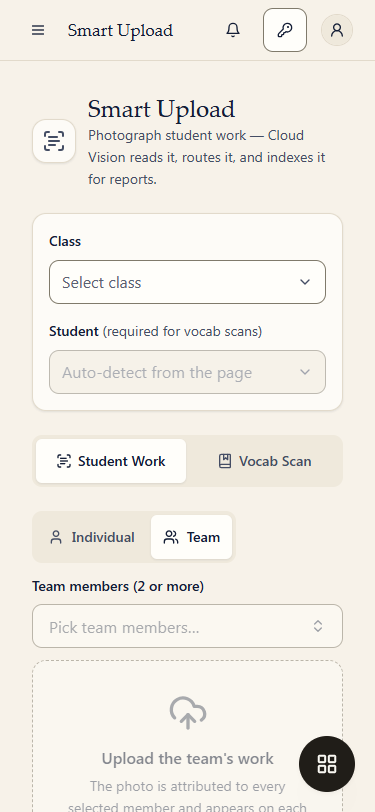 Smart Upload
Smart Upload
Photograph student work — Cloud
Vision reads it, routes it, and indexes it
for reports.
Class
Select class
Student (required for vocab scans)
Auto-detect from the page
Student Work
Vocab Scan
Individual
Team
Team members (2 or more)
Pick team members...
Upload the team's work
The photo is attributed to every
selected member and appears on each